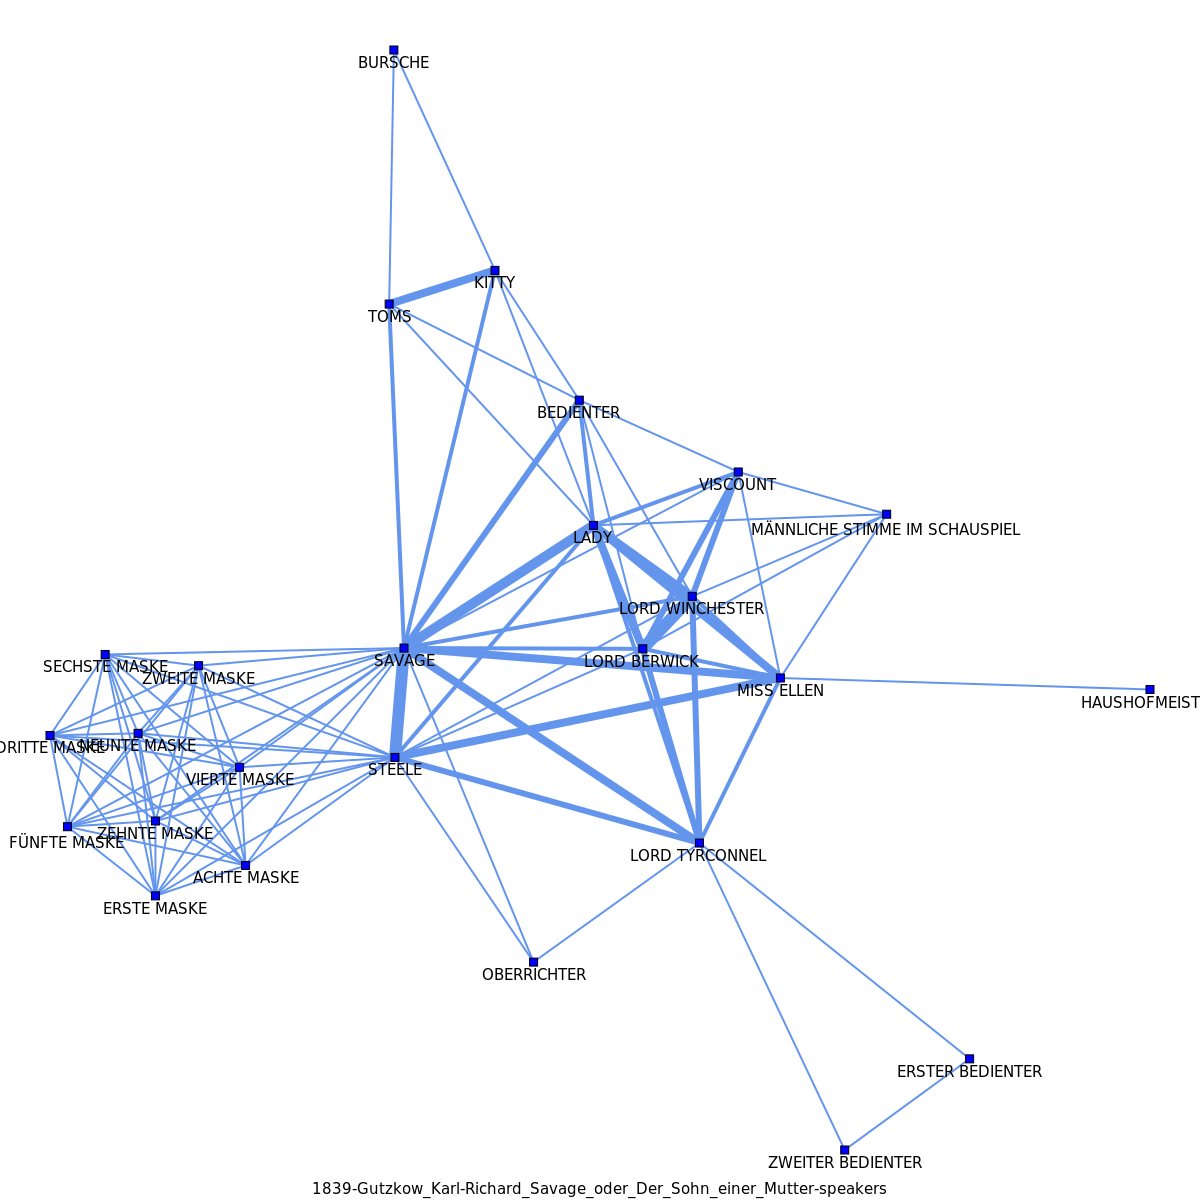 BURSCHE
KITTY
TOMS
BEDIENTER
VISCOUNT
MÄNNLICHE STIMME IM SCHAUSPIEL
LADY
LORD WINCHESTER
SAVAGE
LORD BERWICK
SECHSTE MASKE
ZWEITE MASKE
MISS ELLEN
HAUSHOFMEIST
DRITTE MASKE
NEUNTE MASKE
STEELE
VIERTE MASKE
ZEHNTE MASKE
FÜNFTE MASKE
LORD TYRCONNEL
ACHTE MASKE
ERSTE MASKE
OBERRICHTER
ERSTER BEDIENTER
ZWEITER BEDIENTER
1839-Gutzkow_Karl-Richard_Savage_oder_Der_Sohn_einer_Mutter-speakers